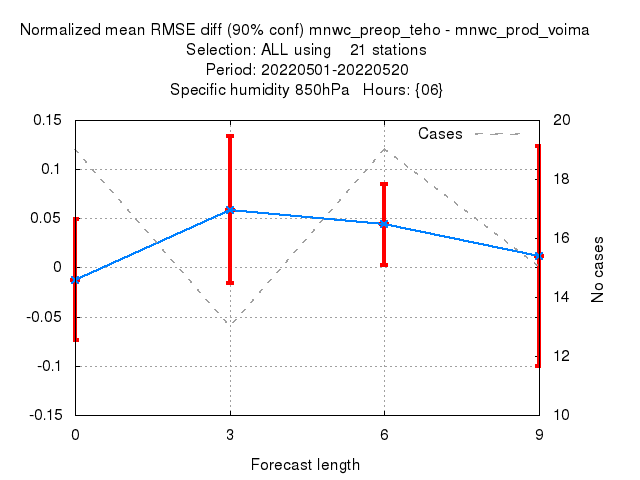 Normalized mean RMSE diff (90% conf) mnwc_preop_teho - mnwc_prod_voima
Selection: ALL using    21 stations
Period: 20220501-20220520
Specific humidity 850hPa   Hours: {06}
Cases
0.15
0.1
0.05
0
-0.05
-0.1
-0.15
20
18
16
14
12
10
No cases
0 3 6 9
Forecast length